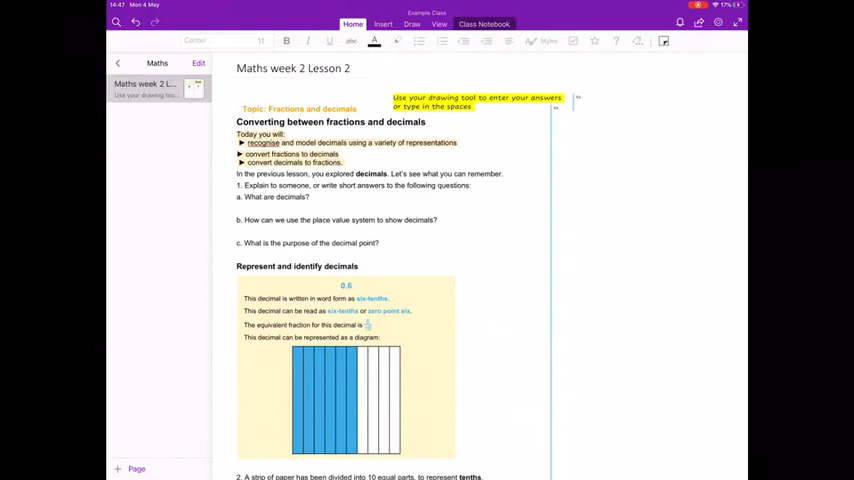 14:47 Mon 4 May
Example Class
17%
Home Insert Draw View Class Notebook
Calibri 11 B I U abc A Styles ?
Maths Edit
Maths week 2 L...
Use your drawing tool to e...
Maths week 2 Lesson 2
Use your drawing tool to enter your answers
or type in the spaces
Topic: Fractions and decimals
Converting between fractions and decimals
Today you will:
► recognise and model decimals using a variety of representations
► convert fractions to decimals
► convert decimals to fractions.
In the previous lesson, you explored decimals. Let's see what you can remember.
1. Explain to someone, or write short answers to the following questions:
a. What are decimals?
b. How can we use the place value system to show decimals?
c. What is the purpose of the decimal point?
Represent and identify decimals
0.6
This decimal is written in word form as six-tenths.
This decimal can be read as six-tenths or zero point six.
The equivalent fraction for this decimal is 6/10
This decimal can be represented as a diagram:
2. A strip of paper has been divided into 10 equal parts, to represent tenths.
+ Page